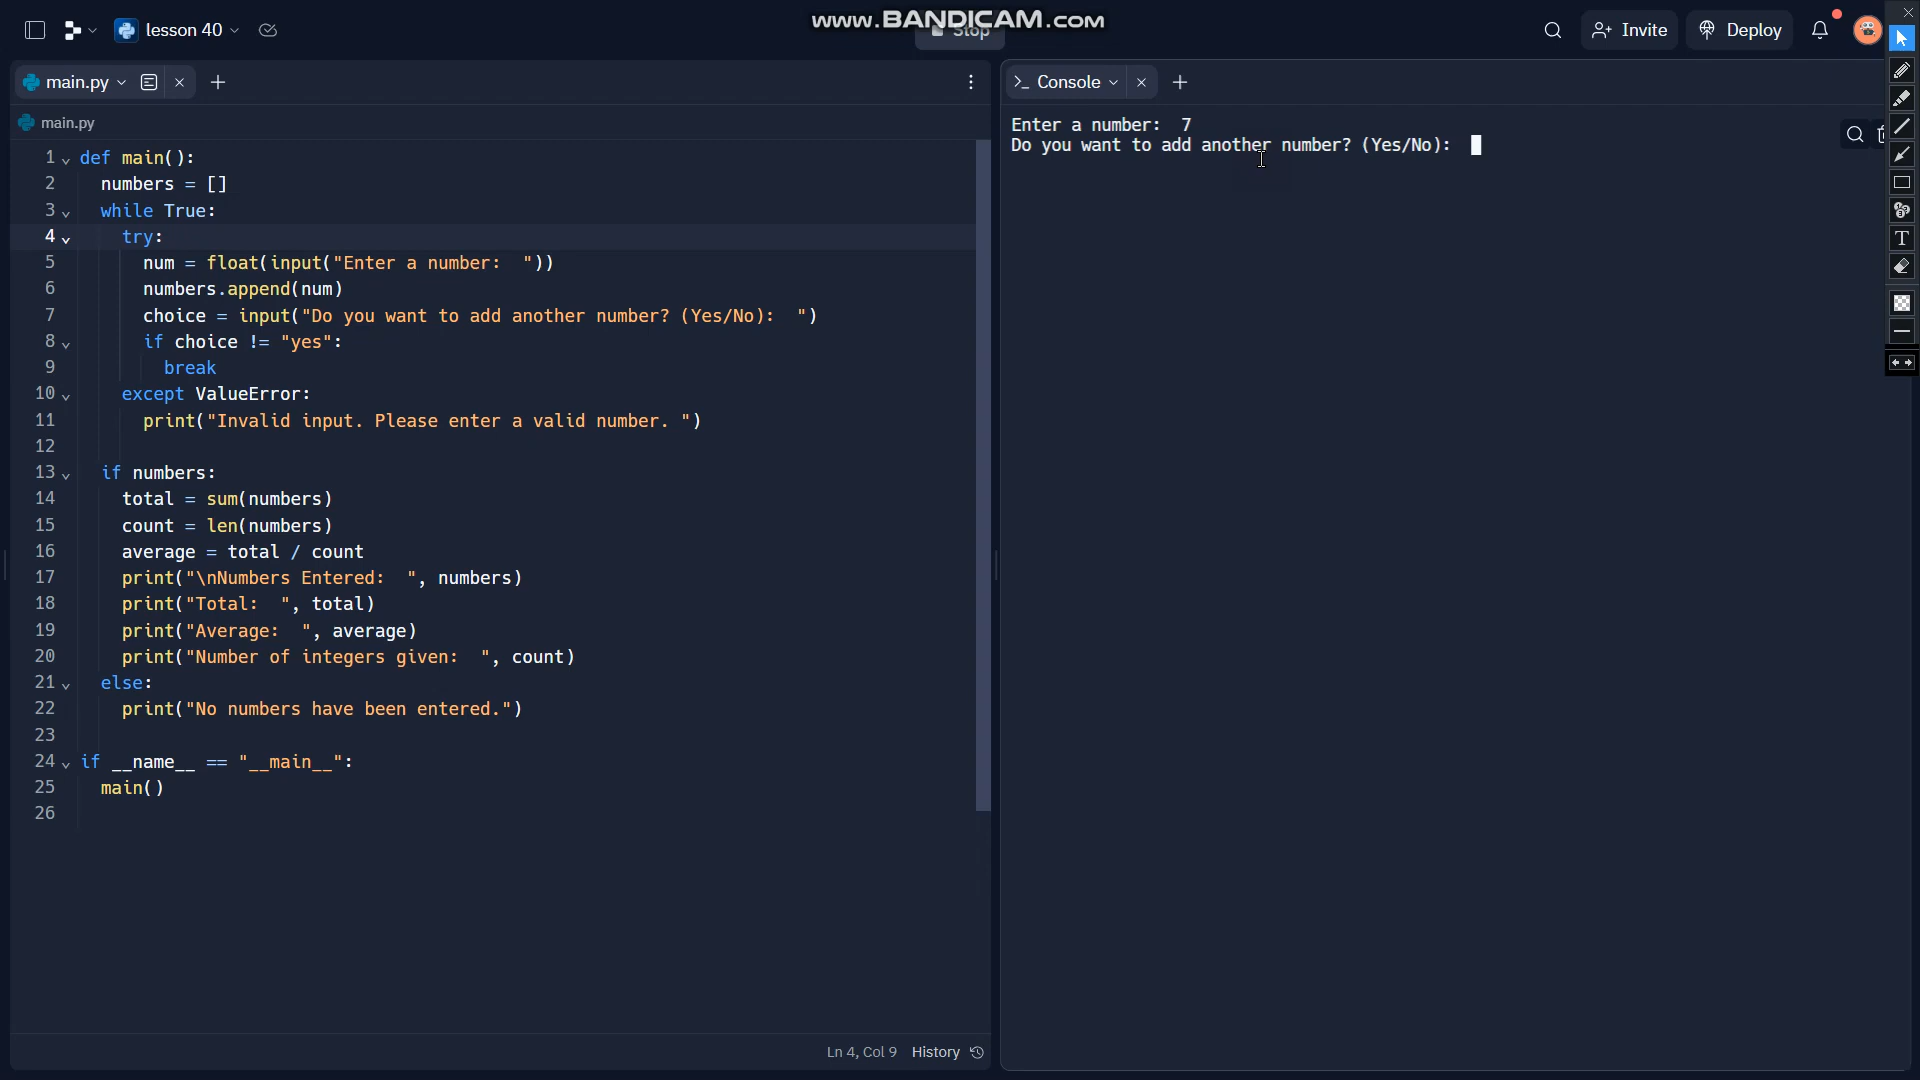 www.BANDICAM.com
lesson 40
Stop
Invite
Deploy
main.py
main.py
1 def main():
2 numbers = []
3 while True:
4 try:
5 num = float(input("Enter a number:  "))
6 numbers.append(num)
7 choice = input("Do you want to add another number? (Yes/No):  ")
8 if choice != "yes":
9 break
10 except ValueError:
11 print("Invalid input. Please enter a valid number. ")
12
13 if numbers:
14 total = sum(numbers)
15 count = len(numbers)
16 average = total / count
17 print("\nNumbers Entered:  ", numbers)
18 print("Total:  ", total)
19 print("Average:  ", average)
20 print("Number of integers given:  ", count)
21 else:
22 print("No numbers have been entered.")
23
24 if __name__ == "__main__":
25 main()
26
Ln 4, Col 9 History
>_ Console
Enter a number:  7
Do you want to add another number? (Yes/No):
T